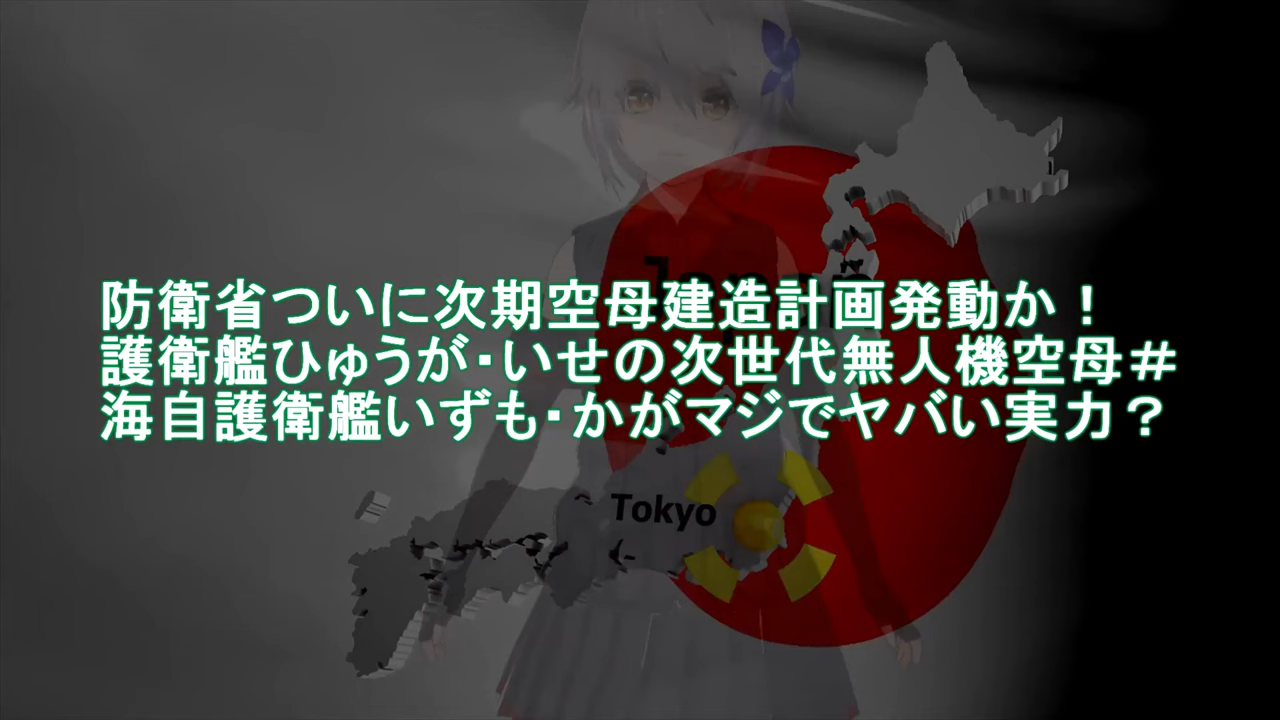 防衛省ついに次期空母建造計画発動か！
護衛艦ひゅうが・いせの次世代無人機空母＃
海自護衛艦いずも・かがマジでヤバい実力？
Japan
Tokyo